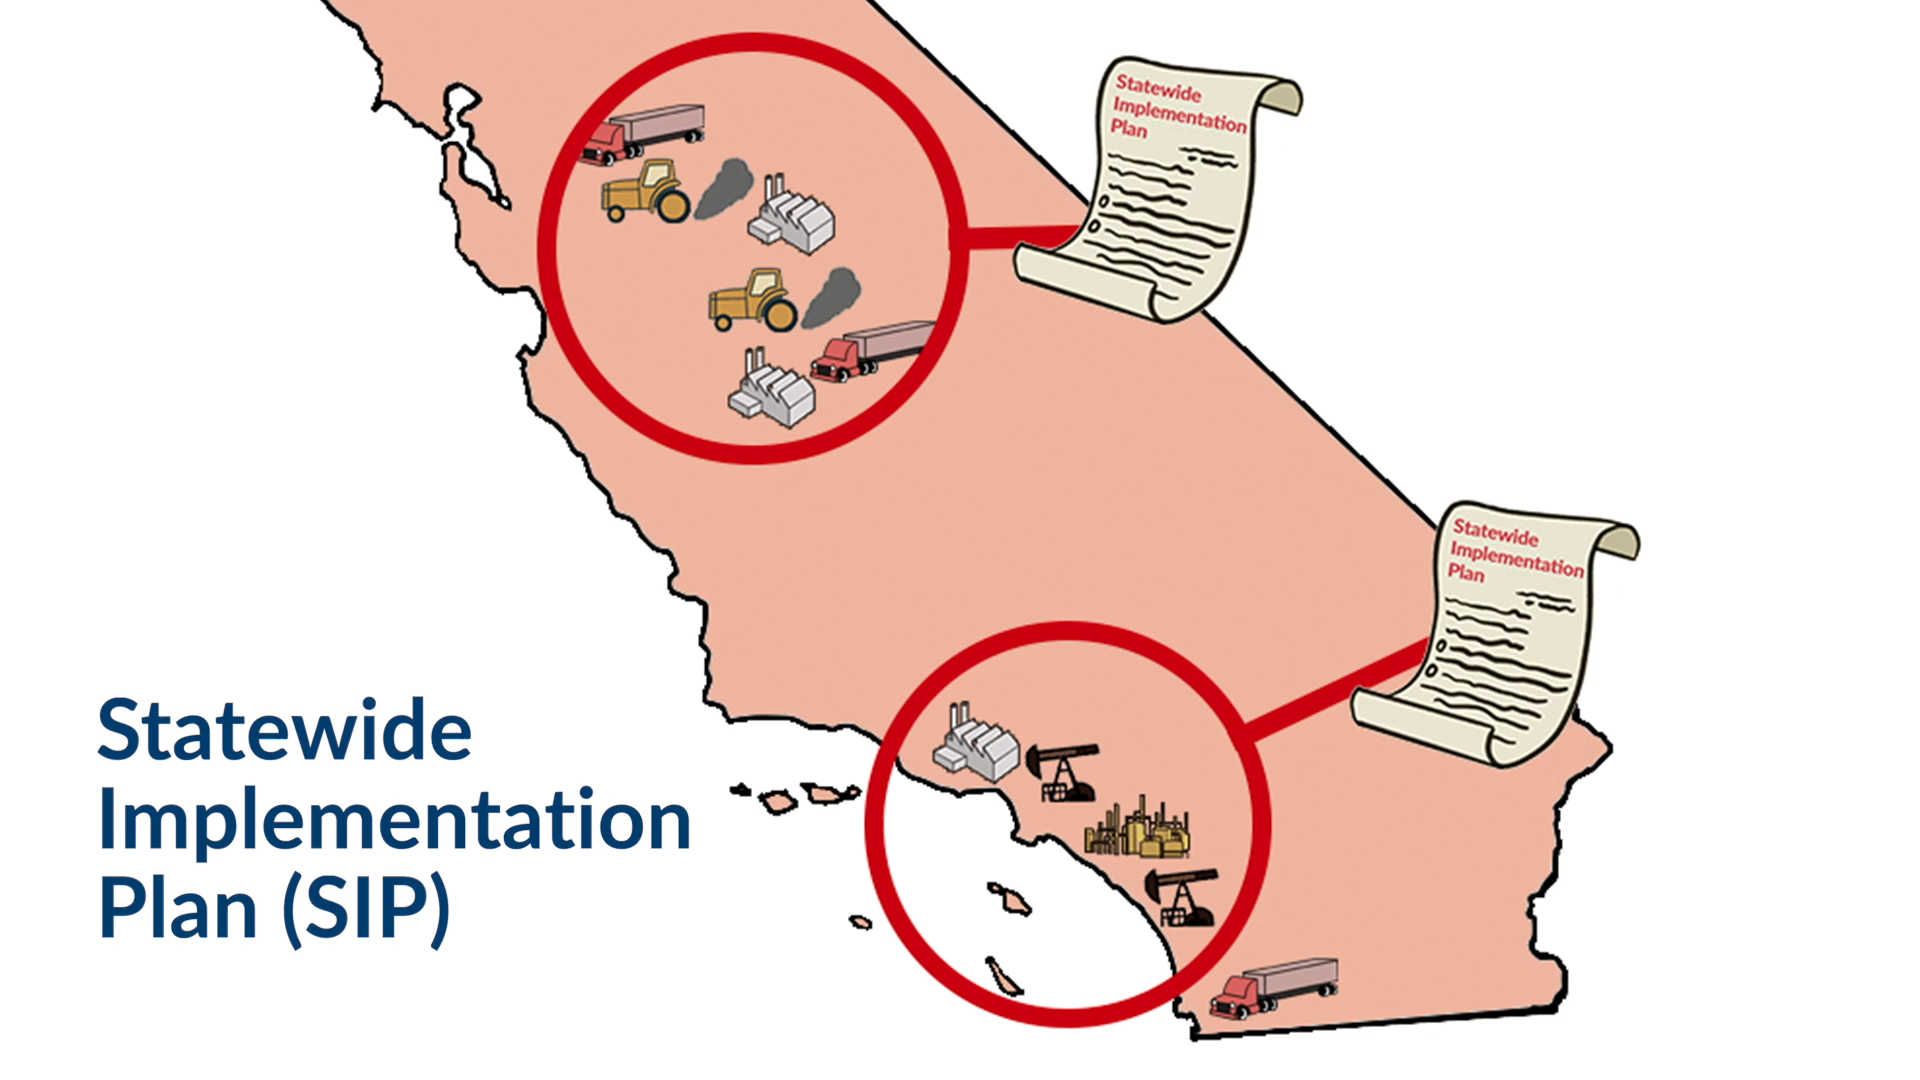 Statewide
Implementation
Plan
Statewide
Implementation
Plan
Statewide
Implementation
Plan (SIP)